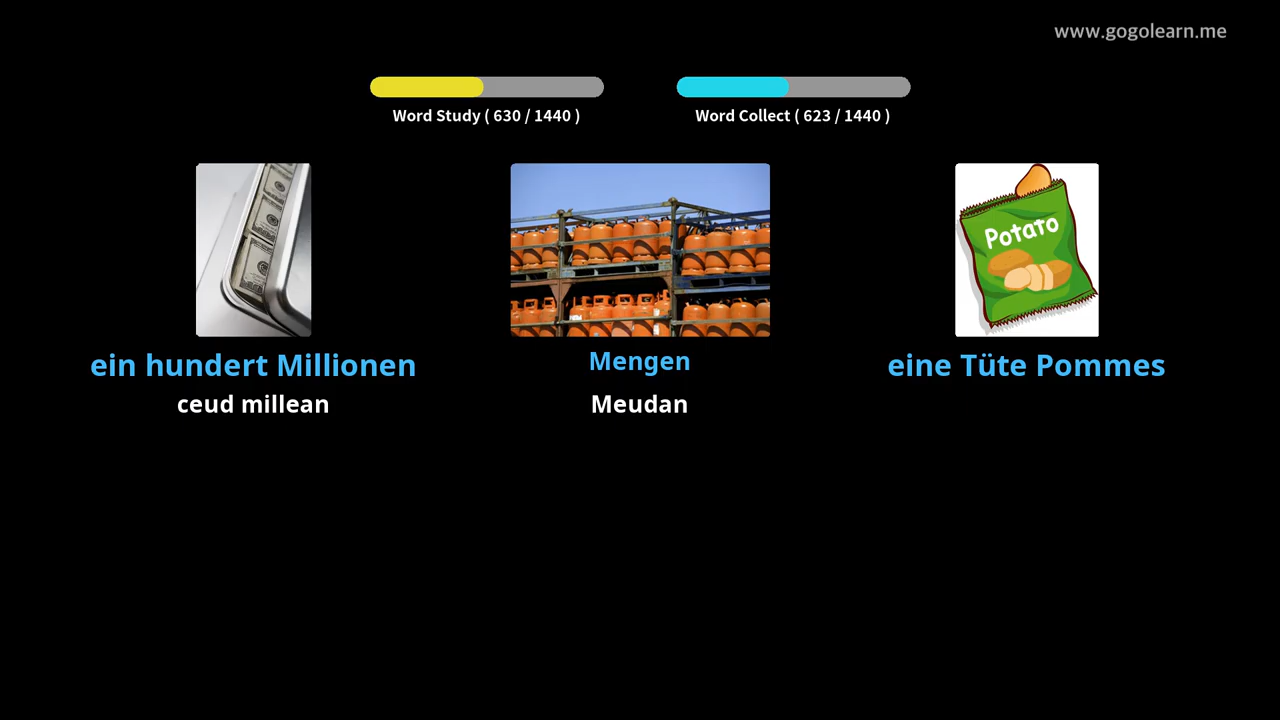 www.gogolearn.me
Word Study ( 630 / 1440 )
Word Collect ( 623 / 1440 )
Potato
ein hundert Millionen
Mengen
eine Tüte Pommes
ceud millean
Meudan